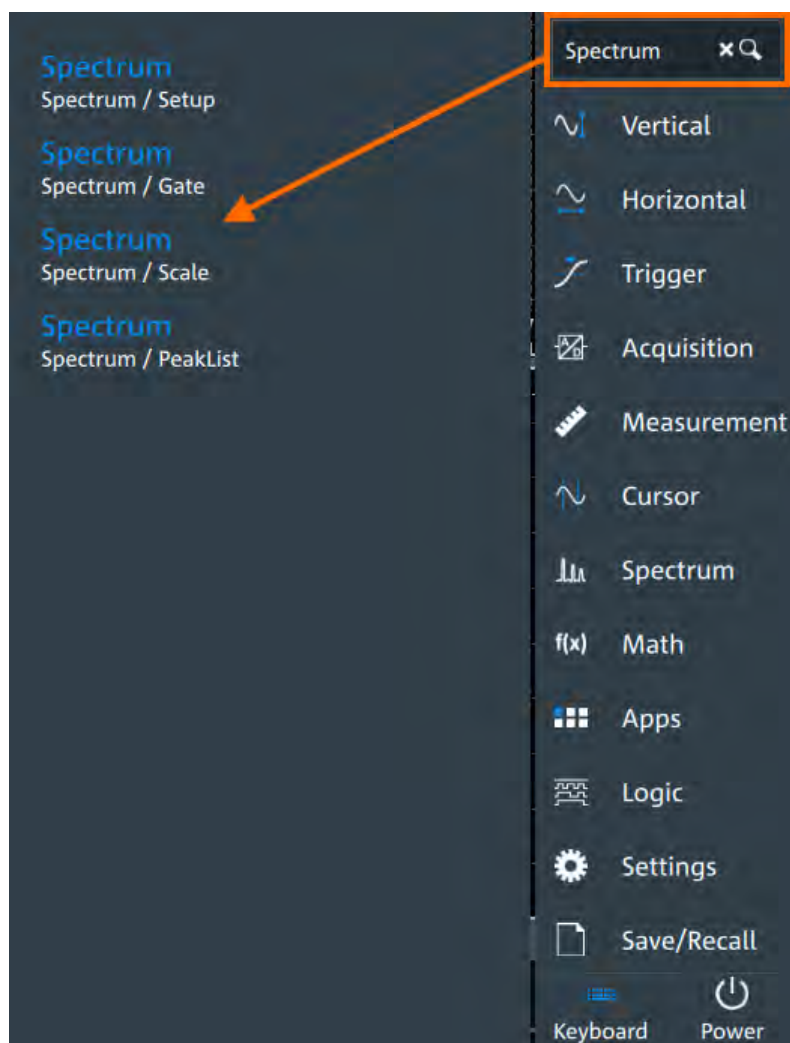 Spectrum
Spectrum / Setup
Spectrum
Spectrum / Gate
Spectrum
Spectrum / Scale
Spectrum
Spectrum / PeakList
Spectrum
Vertical
Horizontal
Trigger
A/D
Acquisition
Measurement
Cursor
Spectrum
f(x) Math
Apps
Logic
Settings
Save/Recall
Keyboard Power